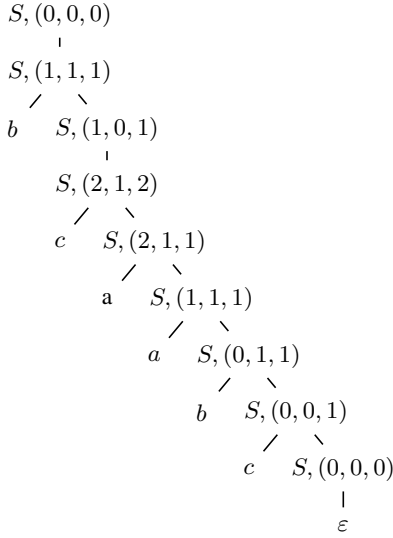 S, (0, 0, 0)
S, (1, 1, 1)
b S, (1, 0, 1)
S, (2, 1, 2)
c S, (2, 1, 1)
a S, (1, 1, 1)
a S, (0, 1, 1)
b S, (0, 0, 1)
c S, (0, 0, 0)
ε